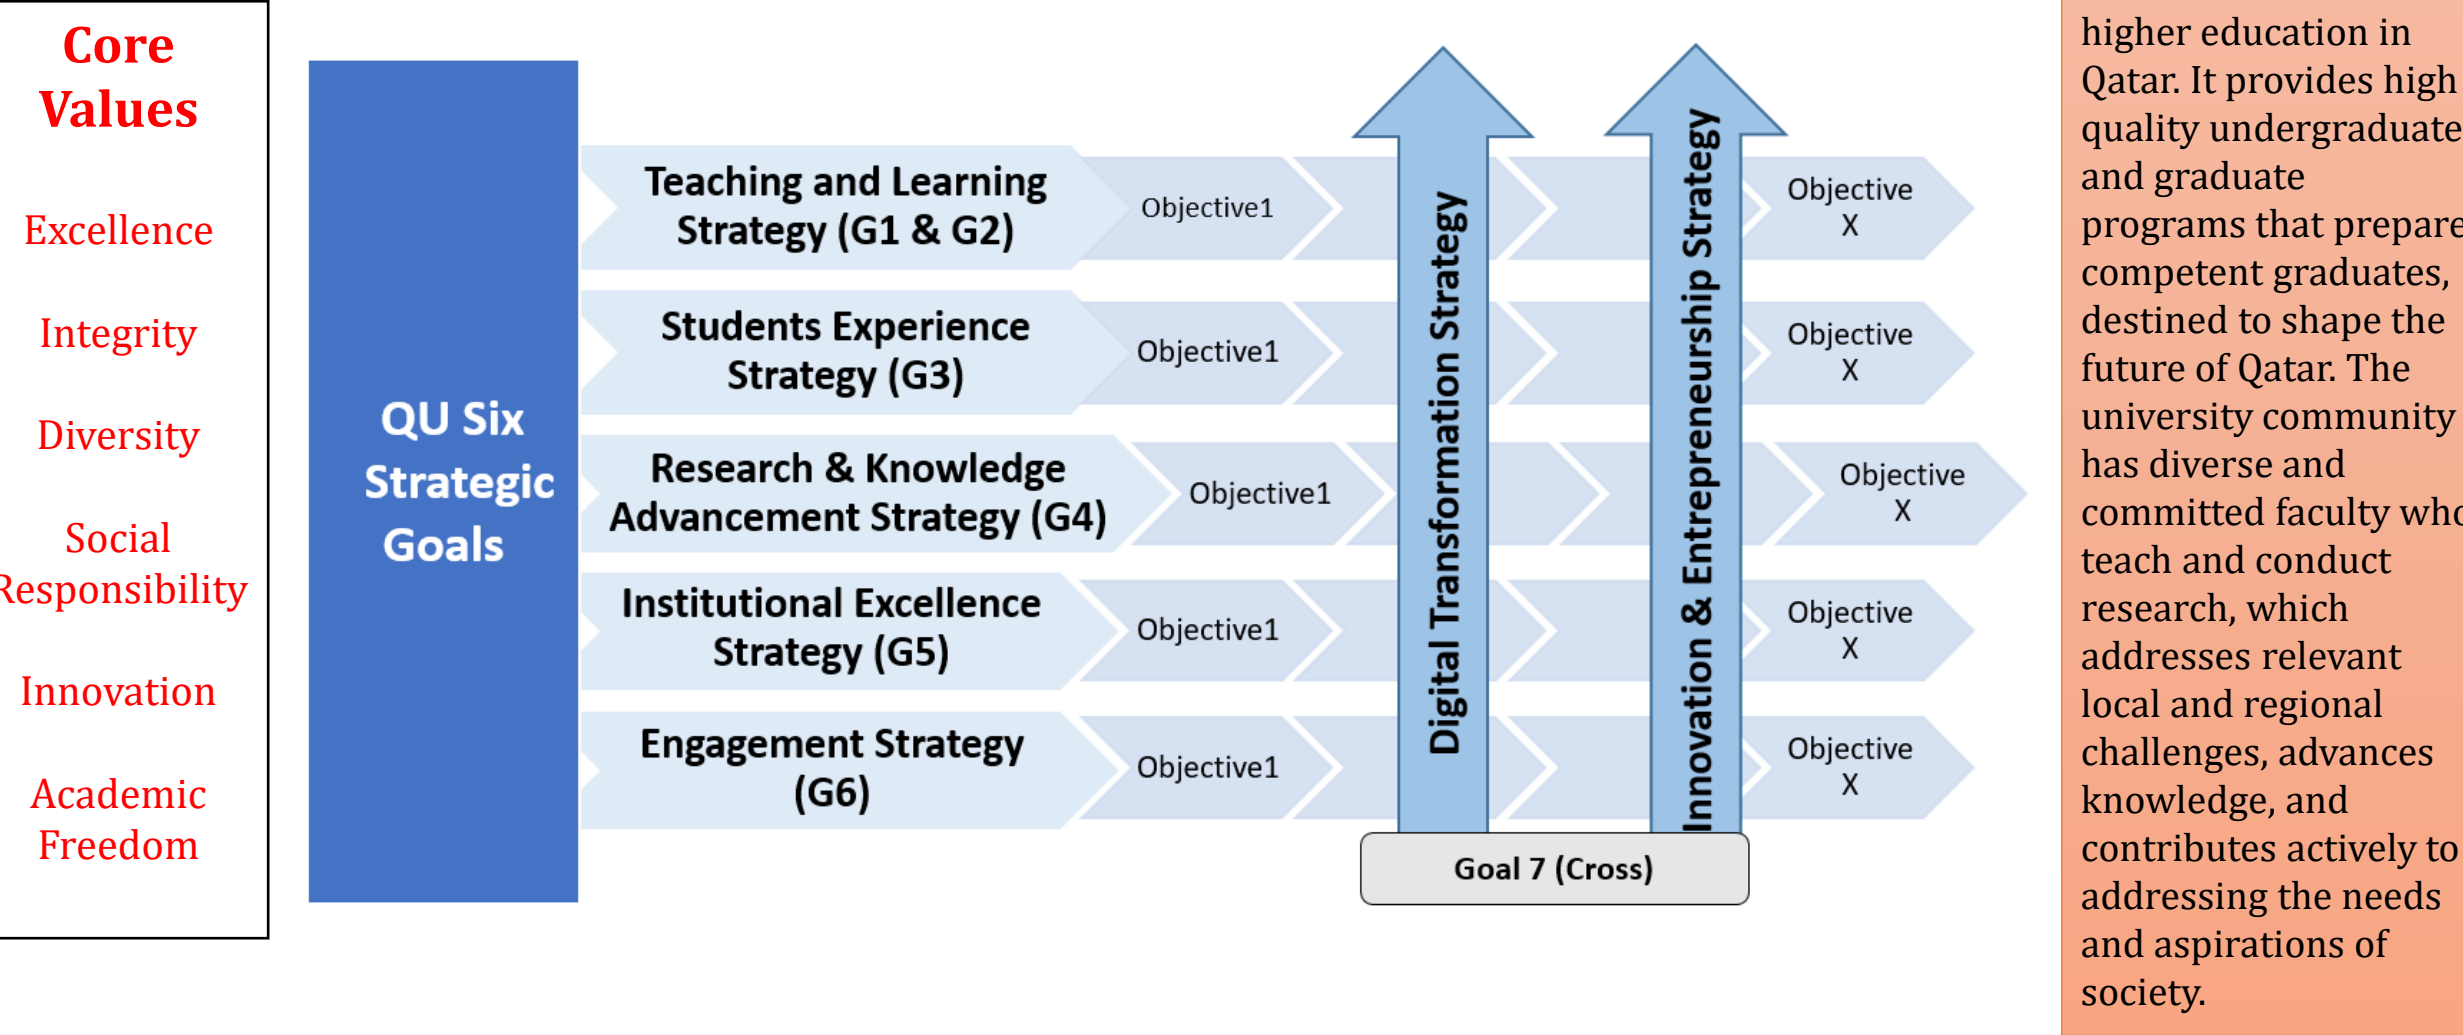 Core
Values
Excellence
Integrity
Diversity
Social
Responsibility
Innovation
Academic
Freedom
QU Six
Strategic
Goals
Teaching and Learning
Strategy (G1 & G2)
Objective1
Objective
X
Students Experience
Strategy (G3)
Objective1
Objective
X
Research & Knowledge
Advancement Strategy (G4)
Objective1
Objective
X
Institutional Excellence
Strategy (G5)
Objective1
Objective
X
Engagement Strategy
(G6)
Objective1
Objective
X
Digital Transformation Strategy
Innovation & Entrepreneurship Strategy
Goal 7 (Cross)
higher education in
Qatar. It provides high
quality undergraduate
and graduate
programs that prepare
competent graduates,
destined to shape the
future of Qatar. The
university community
has diverse and
committed faculty who
teach and conduct
research, which
addresses relevant
local and regional
challenges, advances
knowledge, and
contributes actively to
addressing the needs
and aspirations of
society.